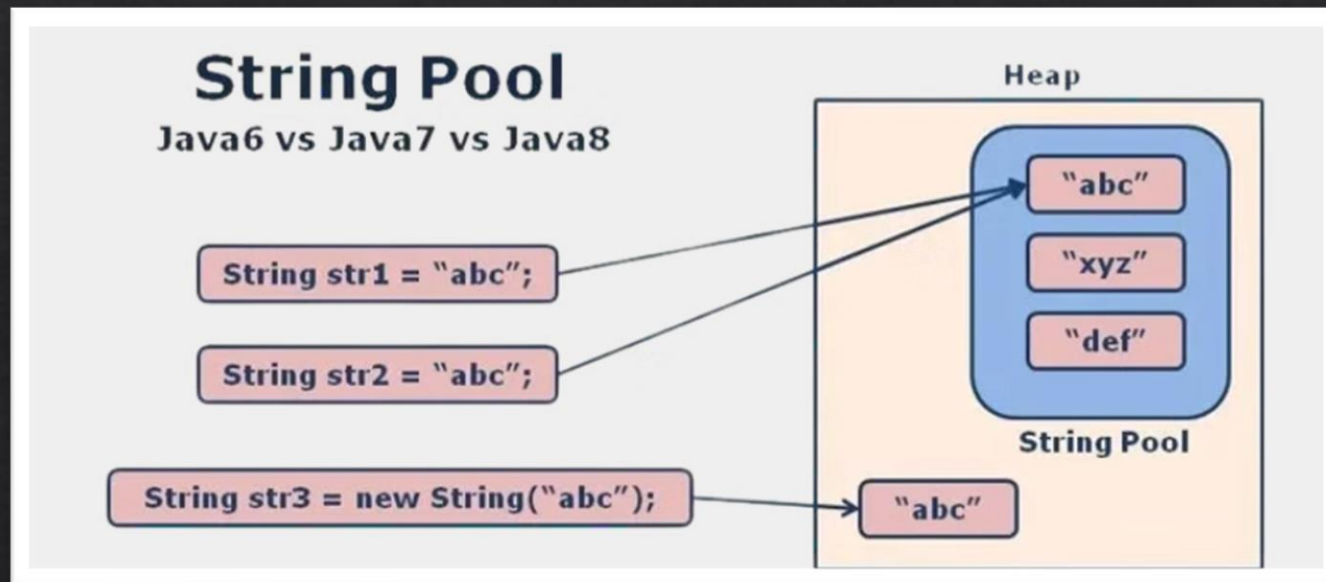 String Pool
Java6 vs Java7 vs Java8
Heap
"abc"
"xyz"
"def"
String Pool
String str1 = "abc";
String str2 = "abc";
String str3 = new String("abc");
"abc"